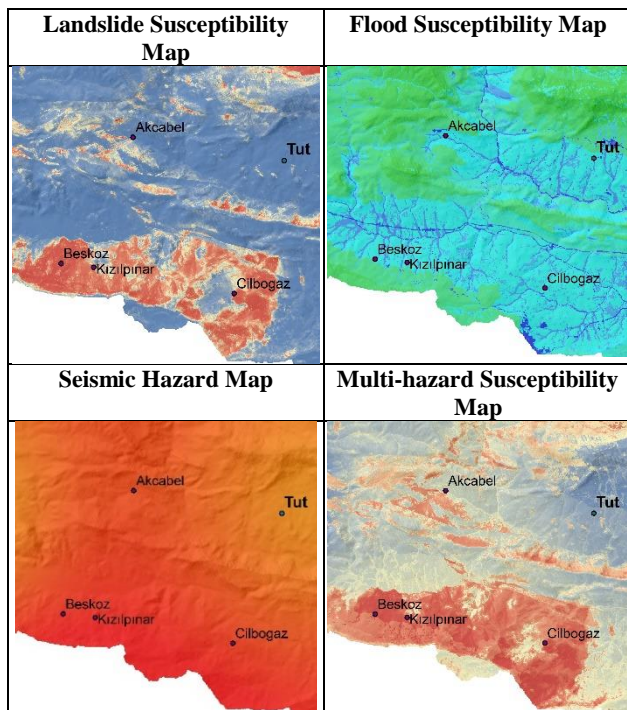 Landslide Susceptibility
Map
Flood Susceptibility Map
Akcabel
Tut
Beskoz
Kızılpınar
Cilbogaz
Akcabel
Tut
Beskoz
Kızılpınar
Cilbogaz
Seismic Hazard Map
Multi-hazard Susceptibility
Map
Akcabel
Tut
Beskoz
Kızılpınar
Cilbogaz
Akcabel
Tut
Beskoz
Kızılpınar
Cilbogaz